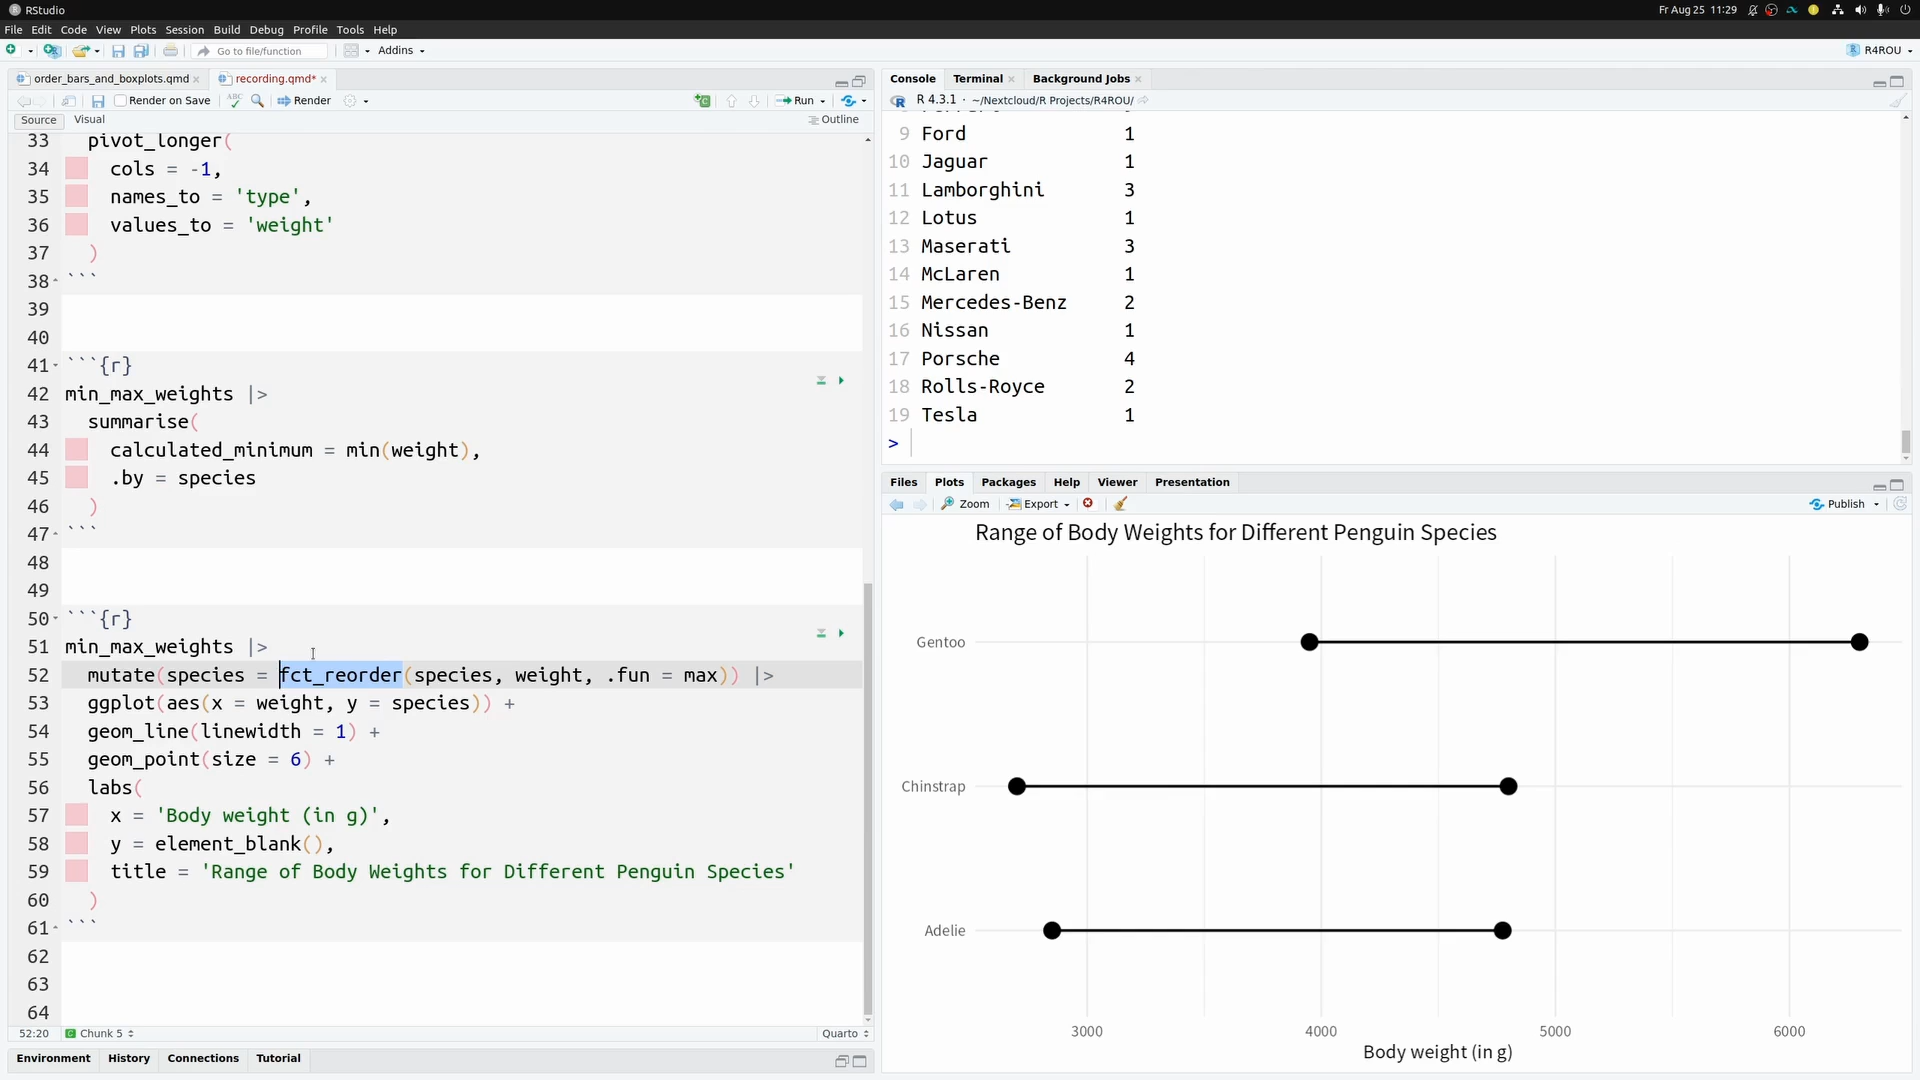 RStudio
Fr Aug 25 11:29
File Edit Code View Plots Session Build Debug Profile Tools Help
Go to file/function
Addins
R4ROU
order_bars_and_boxplots.qmd
recording.qmd*
Render on Save
ABC
Render
Run
Source
Visual
Outline
33 pivot_longer(
34 cols = -1,
35 names_to = 'type',
36 values_to = 'weight'
37 )
38 ```
39
40
41 ```{r}
42 min_max_weights |>
43 summarise(
44 calculated_minimum = min(weight),
45 .by = species
46 )
47 ```
48
49
50 ```{r}
51 min_max_weights |>
52 mutate(species = fct_reorder(species, weight, .fun = max)) |>
53 ggplot(aes(x = weight, y = species)) +
54 geom_line(linewidth = 1) +
55 geom_point(size = 6) +
56 labs(
57 x = 'Body weight (in g)',
58 y = element_blank(),
59 title = 'Range of Body Weights for Different Penguin Species'
60 )
61 ```
62
63
64
52:20 Chunk 5 Quarto
Environment History Connections Tutorial
Console Terminal Background Jobs
R 4.3.1 · ~/Nextcloud/R Projects/R4ROU/
9 Ford 1
10 Jaguar 1
11 Lamborghini 3
12 Lotus 1
13 Maserati 3
14 McLaren 1
15 Mercedes-Benz 2
16 Nissan 1
17 Porsche 4
18 Rolls-Royce 2
19 Tesla 1
>
Files Plots Packages Help Viewer Presentation
Zoom Export Publish
Range of Body Weights for Different Penguin Species
Gentoo
Chinstrap
Adelie
3000 4000 5000 6000
Body weight (in g)